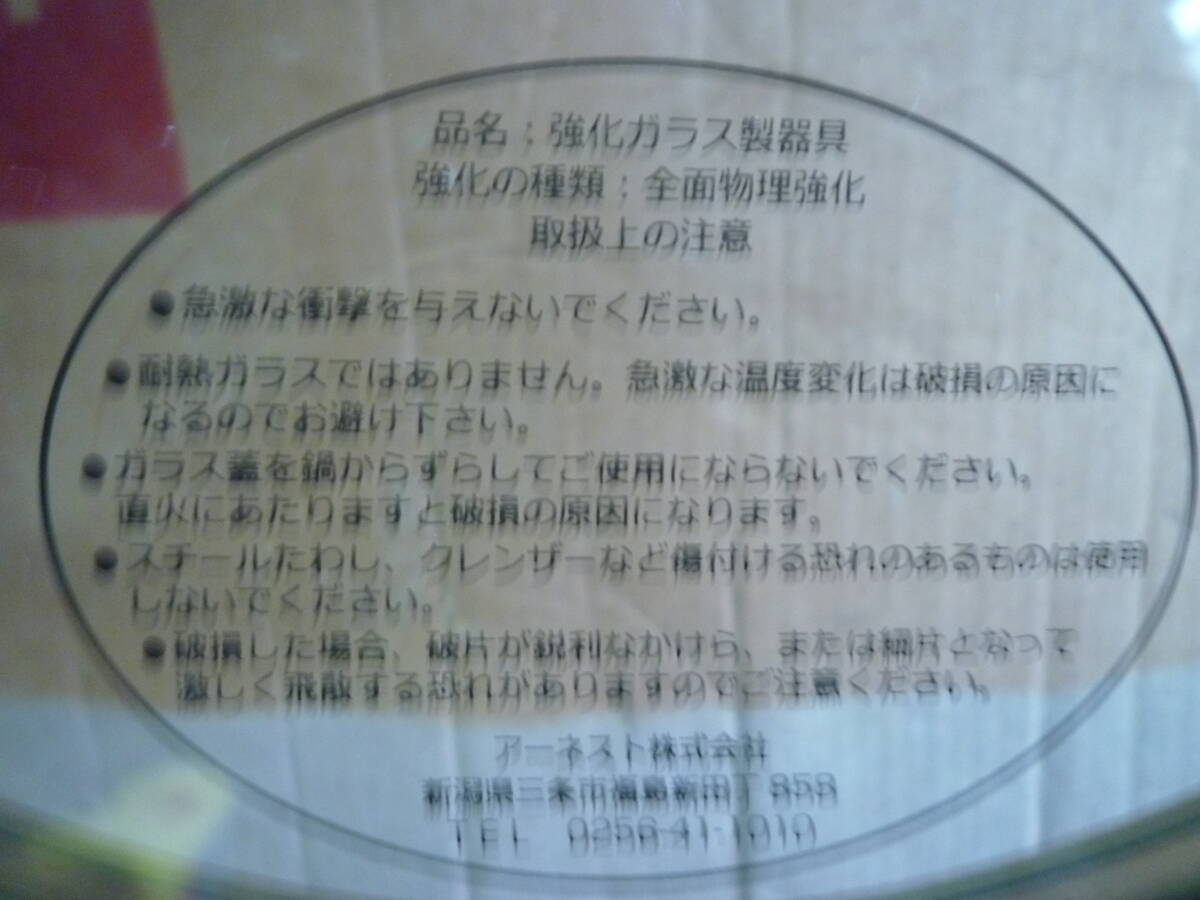 品名；強化ガラス製器具
強化の種類；全面物理強化
取扱上の注意
●急激な衝撃を与えないでください。
●耐熱ガラスではありません。急激な温度変化は破損の原因に
なるのでお避け下さい。
●ガラス蓋を鍋からずらしてご使用にならないでください。
直火にあたりますと破損の原因になります。
●スチールたわし、クレンザーなど傷付ける恐れのあるものは使用
しないでください。
●破損した場合、破片が鋭利なかけら、または細片となって
激しく飛散する恐れがありますのでご注意ください。
アーネスト株式会社
新潟県三条市福島新田丁858
TEL 0256-41-1010